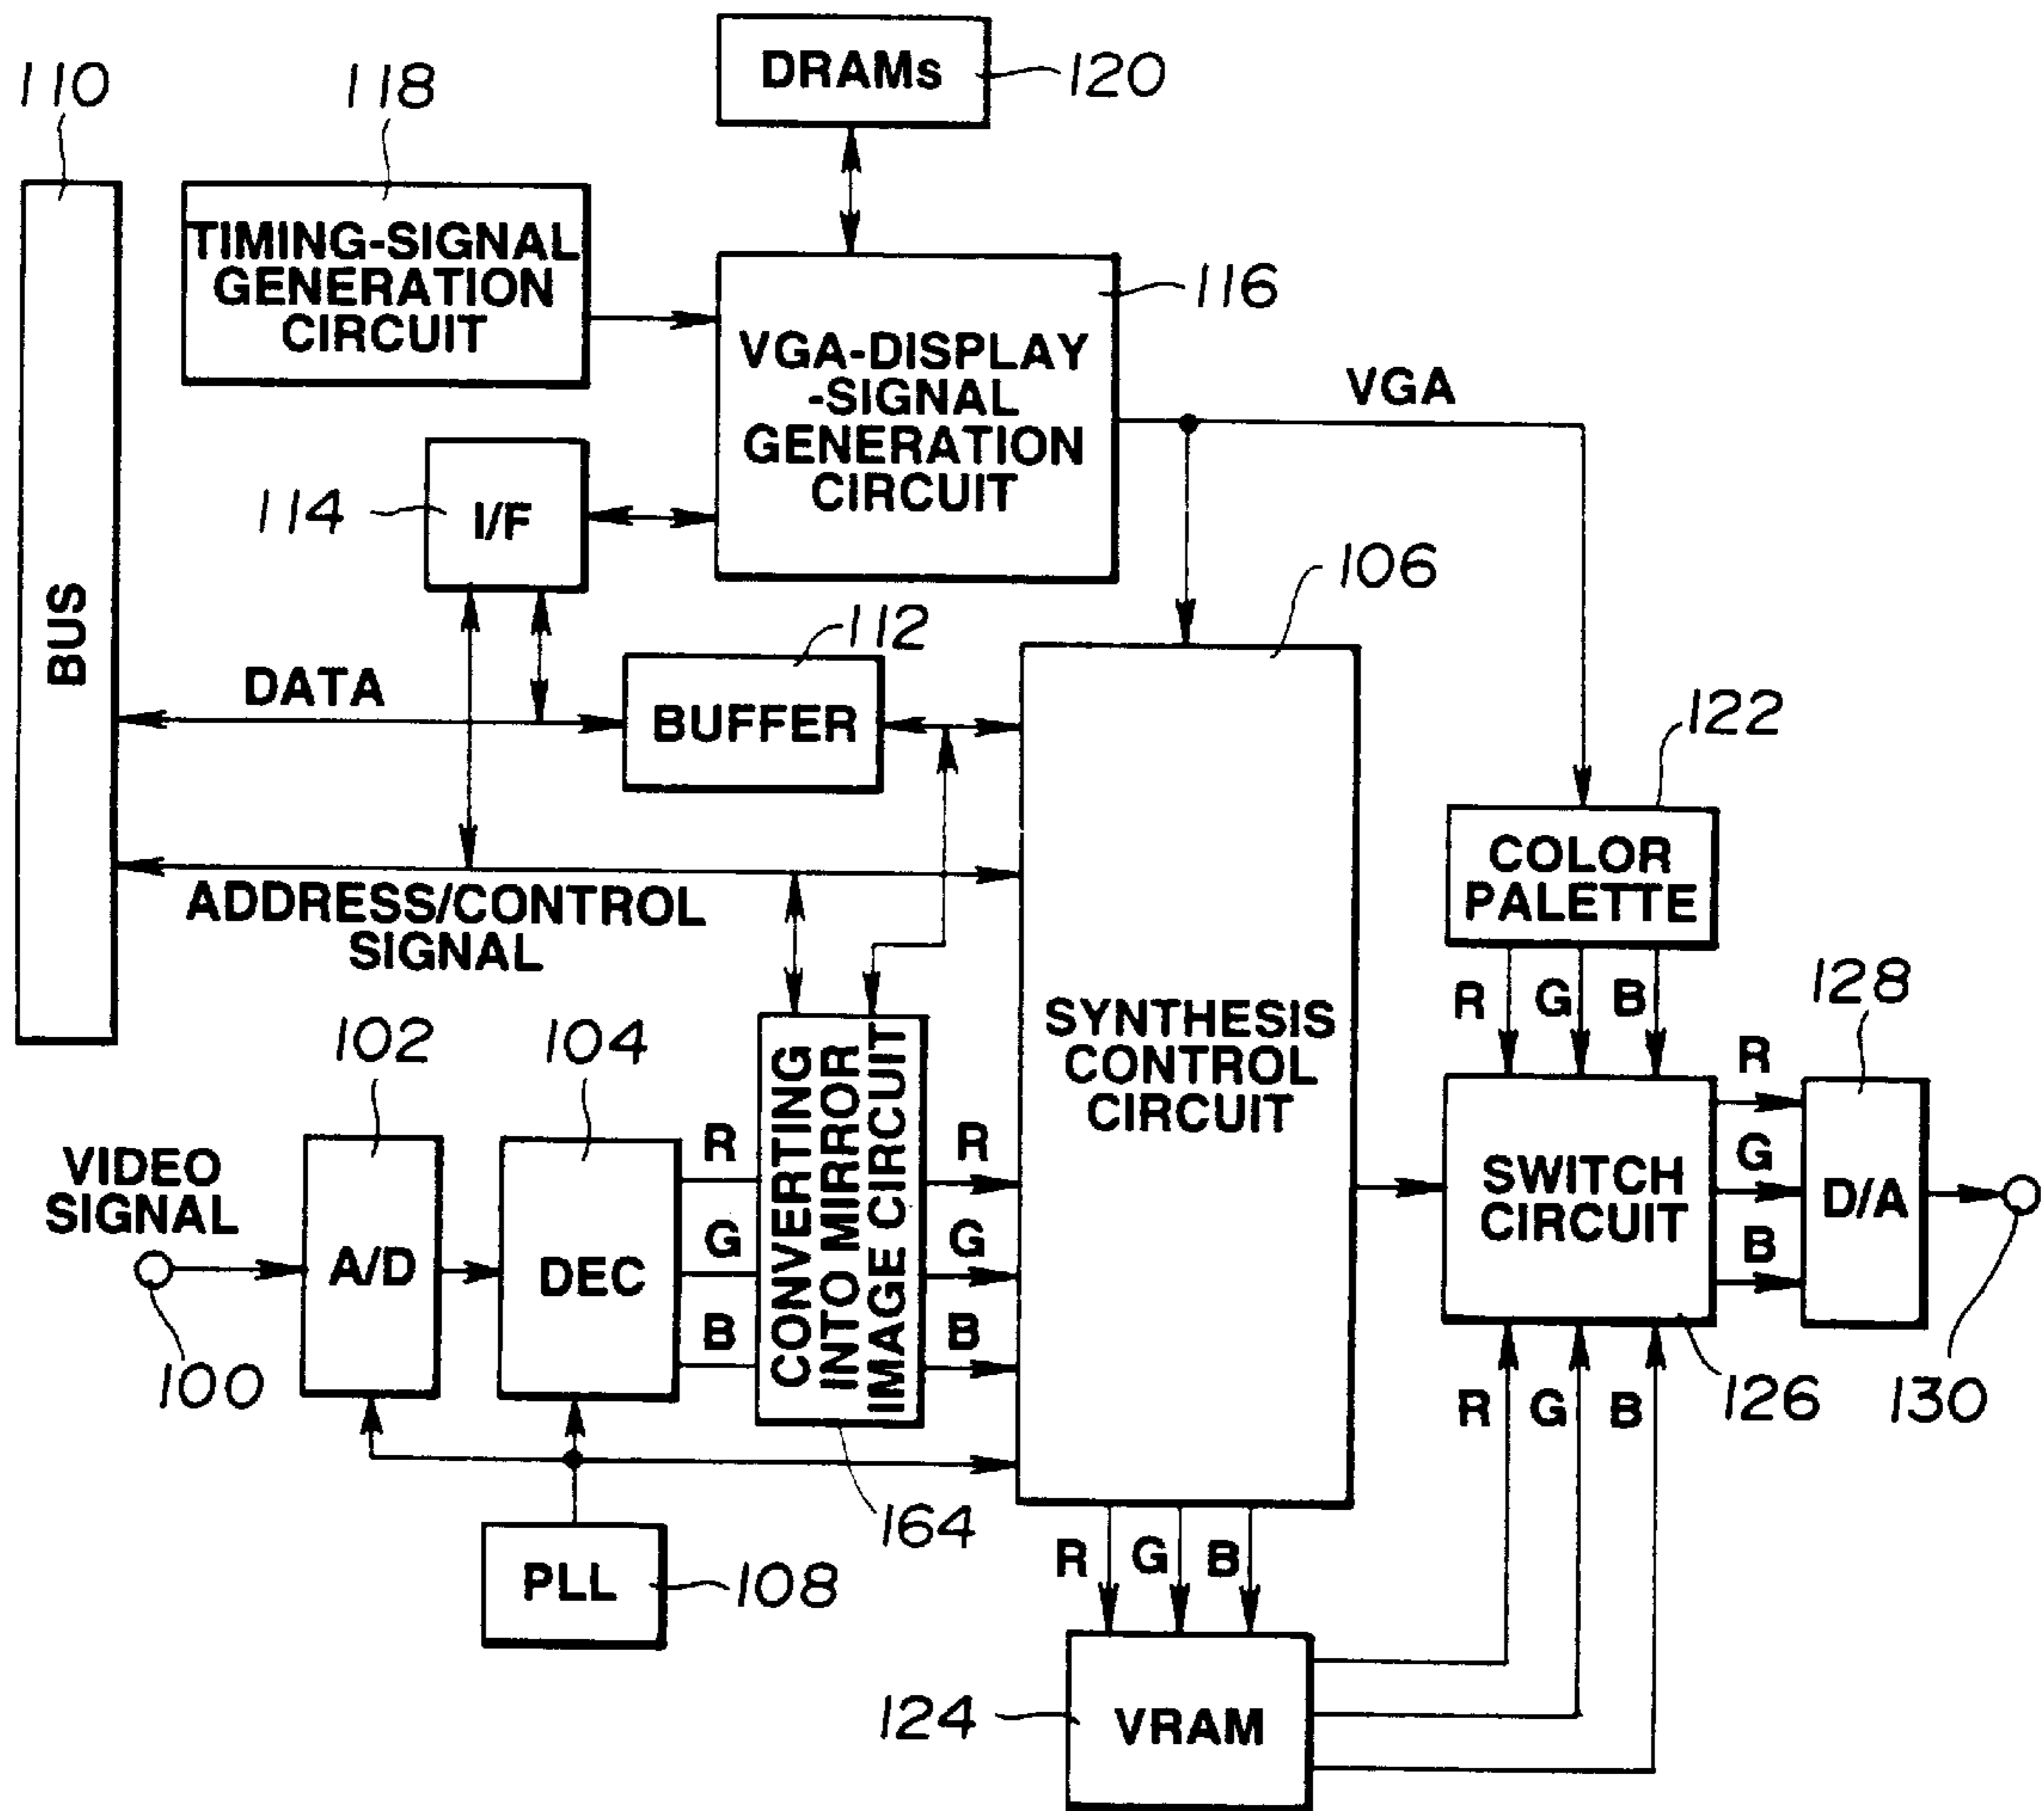 DRAMs
120
110
118
TIMING-SIGNAL
GENERATION
CIRCUIT
116
VGA-DISPLAY
-SIGNAL
GENERATION
CIRCUIT
VGA
114
I/F
106
BUS
112
DATA
BUFFER
122
COLOR
PALETTE
ADDRESS/CONTROL
SIGNAL
R G B
128
102
104
CONVERTING
INTO MIRROR
IMAGE CIRCUIT
SYNTHESIS
CONTROL
CIRCUIT
R
G
B
VIDEO
SIGNAL
A/D
DEC
R
G
B
R
G
B
SWITCH
CIRCUIT
D/A
100
R G B
126
130
164
PLL
108
R G B
124
VRAM